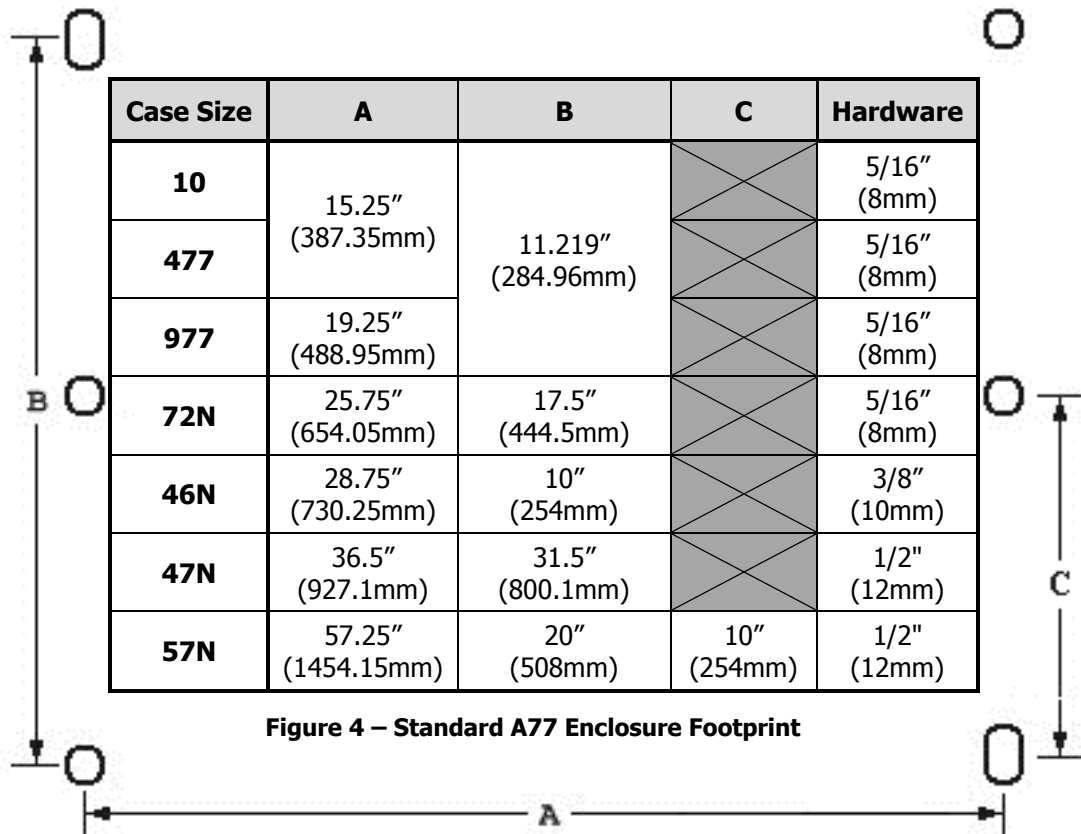 Case Size A B C Hardware
10 15.25″ (387.35mm) 11.219″ (284.96mm) 5/16″ (8mm)
477 5/16″ (8mm)
977 19.25″ (488.95mm) 5/16″ (8mm)
72N 25.75″ (654.05mm) 17.5″ (444.5mm) 5/16″ (8mm)
46N 28.75″ (730.25mm) 10″ (254mm) 3/8″ (10mm)
47N 36.5″ (927.1mm) 31.5″ (800.1mm) 1/2" (12mm)
57N 57.25″ (1454.15mm) 20″ (508mm) 10″ (254mm) 1/2" (12mm)
B
C
Figure 4 – Standard A77 Enclosure Footprint
A